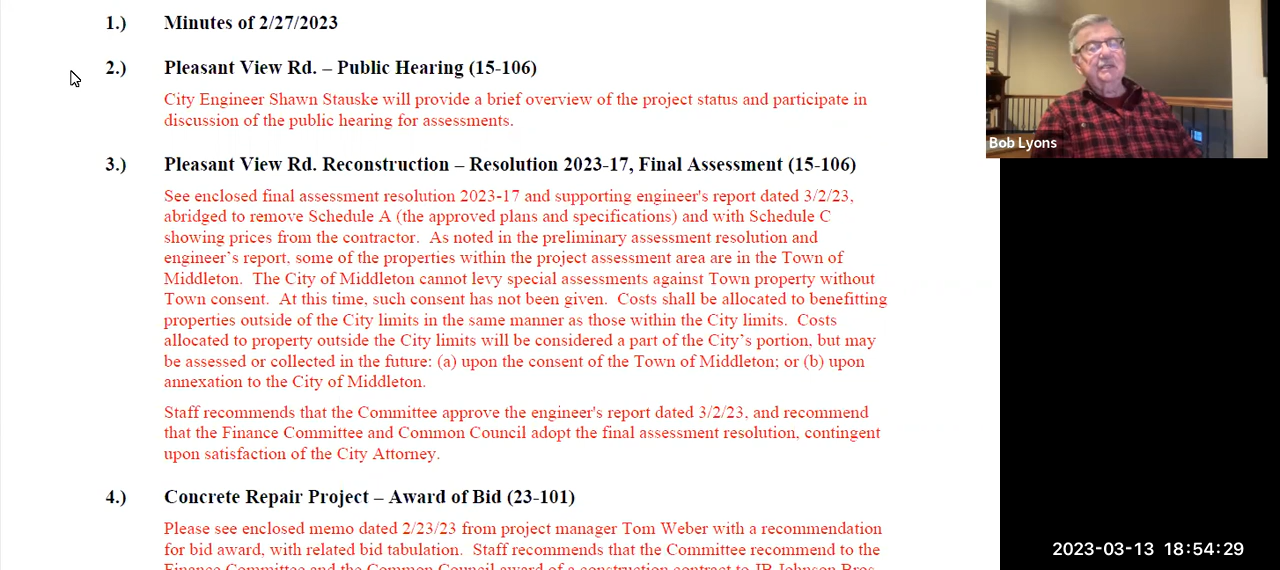 1.) Minutes of 2/27/2023
2.) Pleasant View Rd. – Public Hearing (15-106)
City Engineer Shawn Stauske will provide a brief overview of the project status and participate in
discussion of the public hearing for assessments.
3.) Pleasant View Rd. Reconstruction – Resolution 2023-17, Final Assessment (15-106)
See enclosed final assessment resolution 2023-17 and supporting engineer's report dated 3/2/23,
abridged to remove Schedule A (the approved plans and specifications) and with Schedule C
showing prices from the contractor. As noted in the preliminary assessment resolution and
engineer's report, some of the properties within the project assessment area are in the Town of
Middleton. The City of Middleton cannot levy special assessments against Town property without
Town consent. At this time, such consent has not been given. Costs shall be allocated to benefitting
properties outside of the City limits in the same manner as those within the City limits. Costs
allocated to property outside the City limits will be considered a part of the City's portion, but may
be assessed or collected in the future: (a) upon the consent of the Town of Middleton; or (b) upon
annexation to the City of Middleton.
Staff recommends that the Committee approve the engineer's report dated 3/2/23, and recommend
that the Finance Committee and Common Council adopt the final assessment resolution, contingent
upon satisfaction of the City Attorney.
4.) Concrete Repair Project – Award of Bid (23-101)
Please see enclosed memo dated 2/23/23 from project manager Tom Weber with a recommendation
for bid award, with related bid tabulation. Staff recommends that the Committee recommend to the
Finance Committee and the Common Council award of a construction contract to JR Johnson Bros
Bob Lyons
2023-03-13 18:54:29